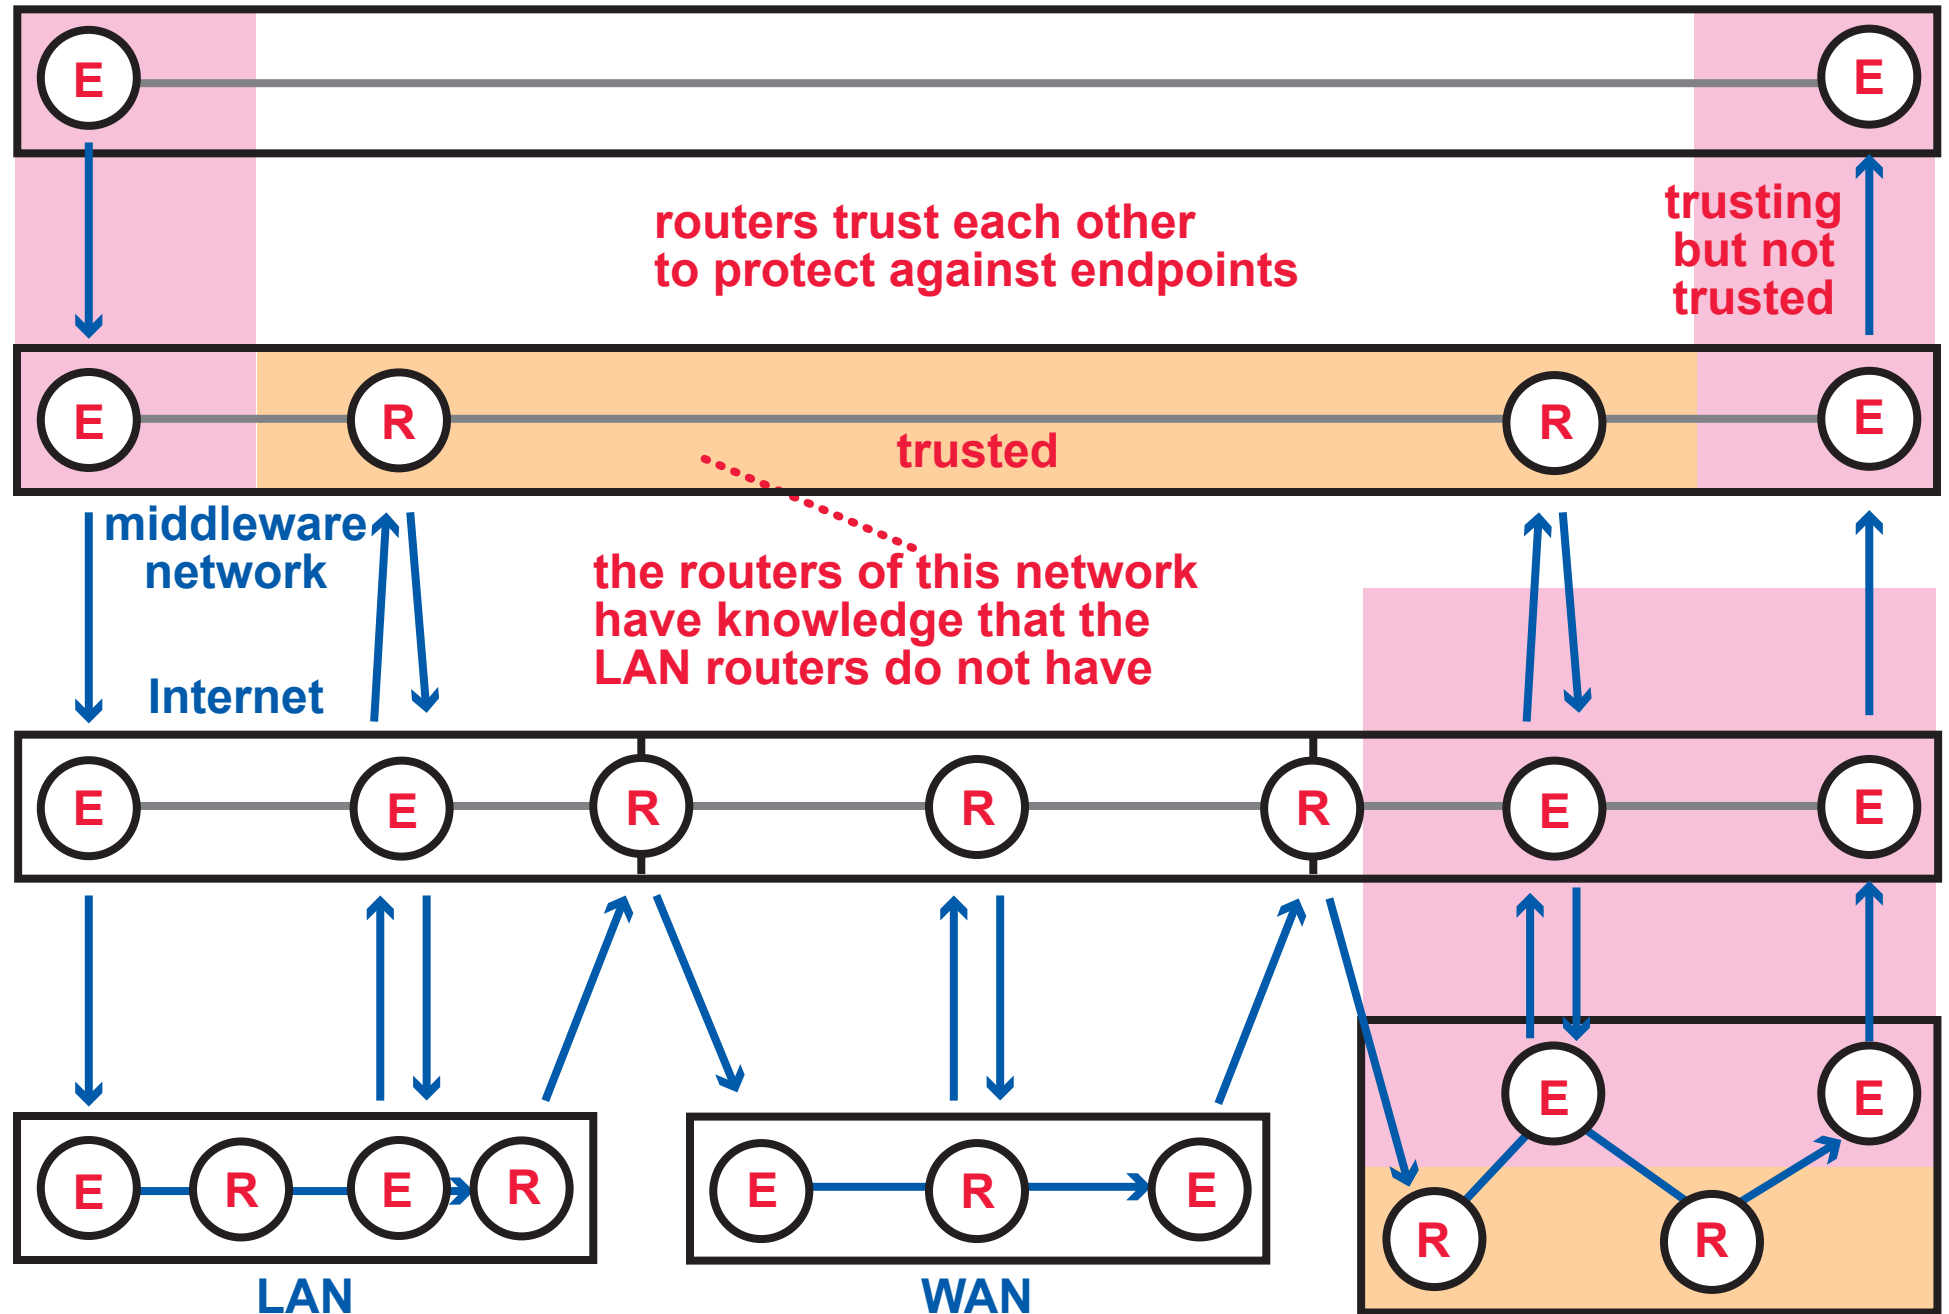 E E
routers trust each other
to protect against endpoints
trusting
but not
trusted
E R R E
trusted
middleware
network
the routers of this network
have knowledge that the
LAN routers do not have
Internet
E E R R R E E
E E
E R E R
E R E
R R
LAN
WAN